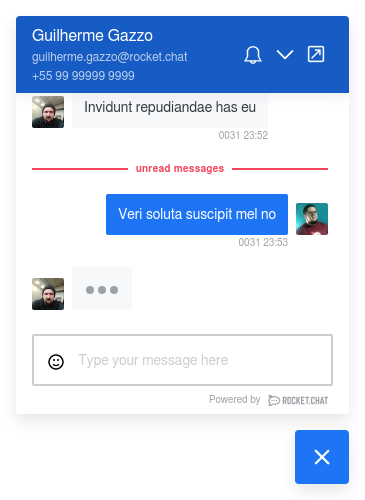 Guilherme Gazzo
guilherme.gazzo@rocket.chat
+55 99 99999 9999
Invidunt repudiandae has eu
0031 23:52
unread messages
Veri soluta suscipit mel no
0031 23:53
Type your message here
Powered by ROCKET.CHAT